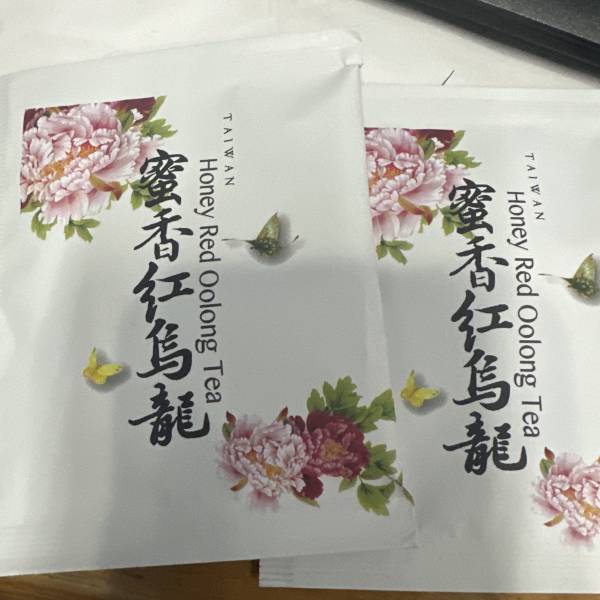 TAIWAN
Honey Red Oolong Tea
蜜香紅烏龍
TAIWAN
Honey Red Oolong Tea
蜜香紅烏龍